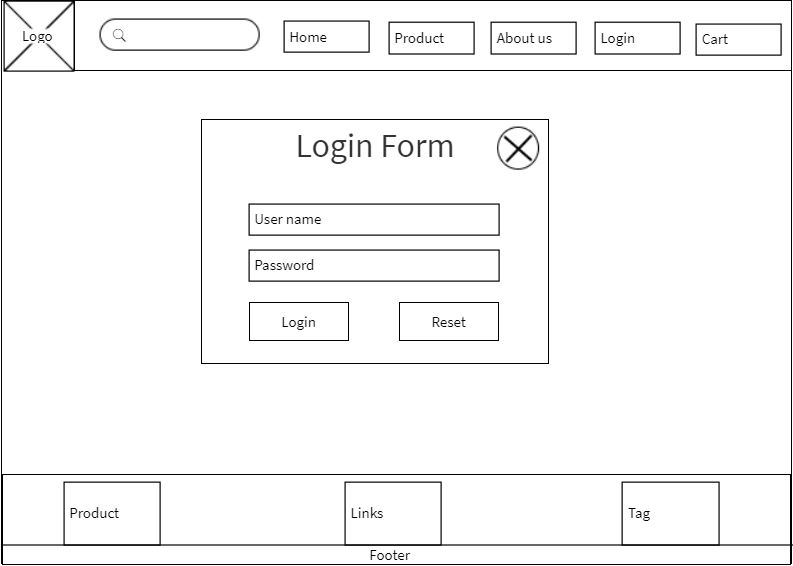 Logo
Home
Product
About us
Login
Cart
Login Form
User name
Password
Login
Reset
Product
Links
Tag
Footer